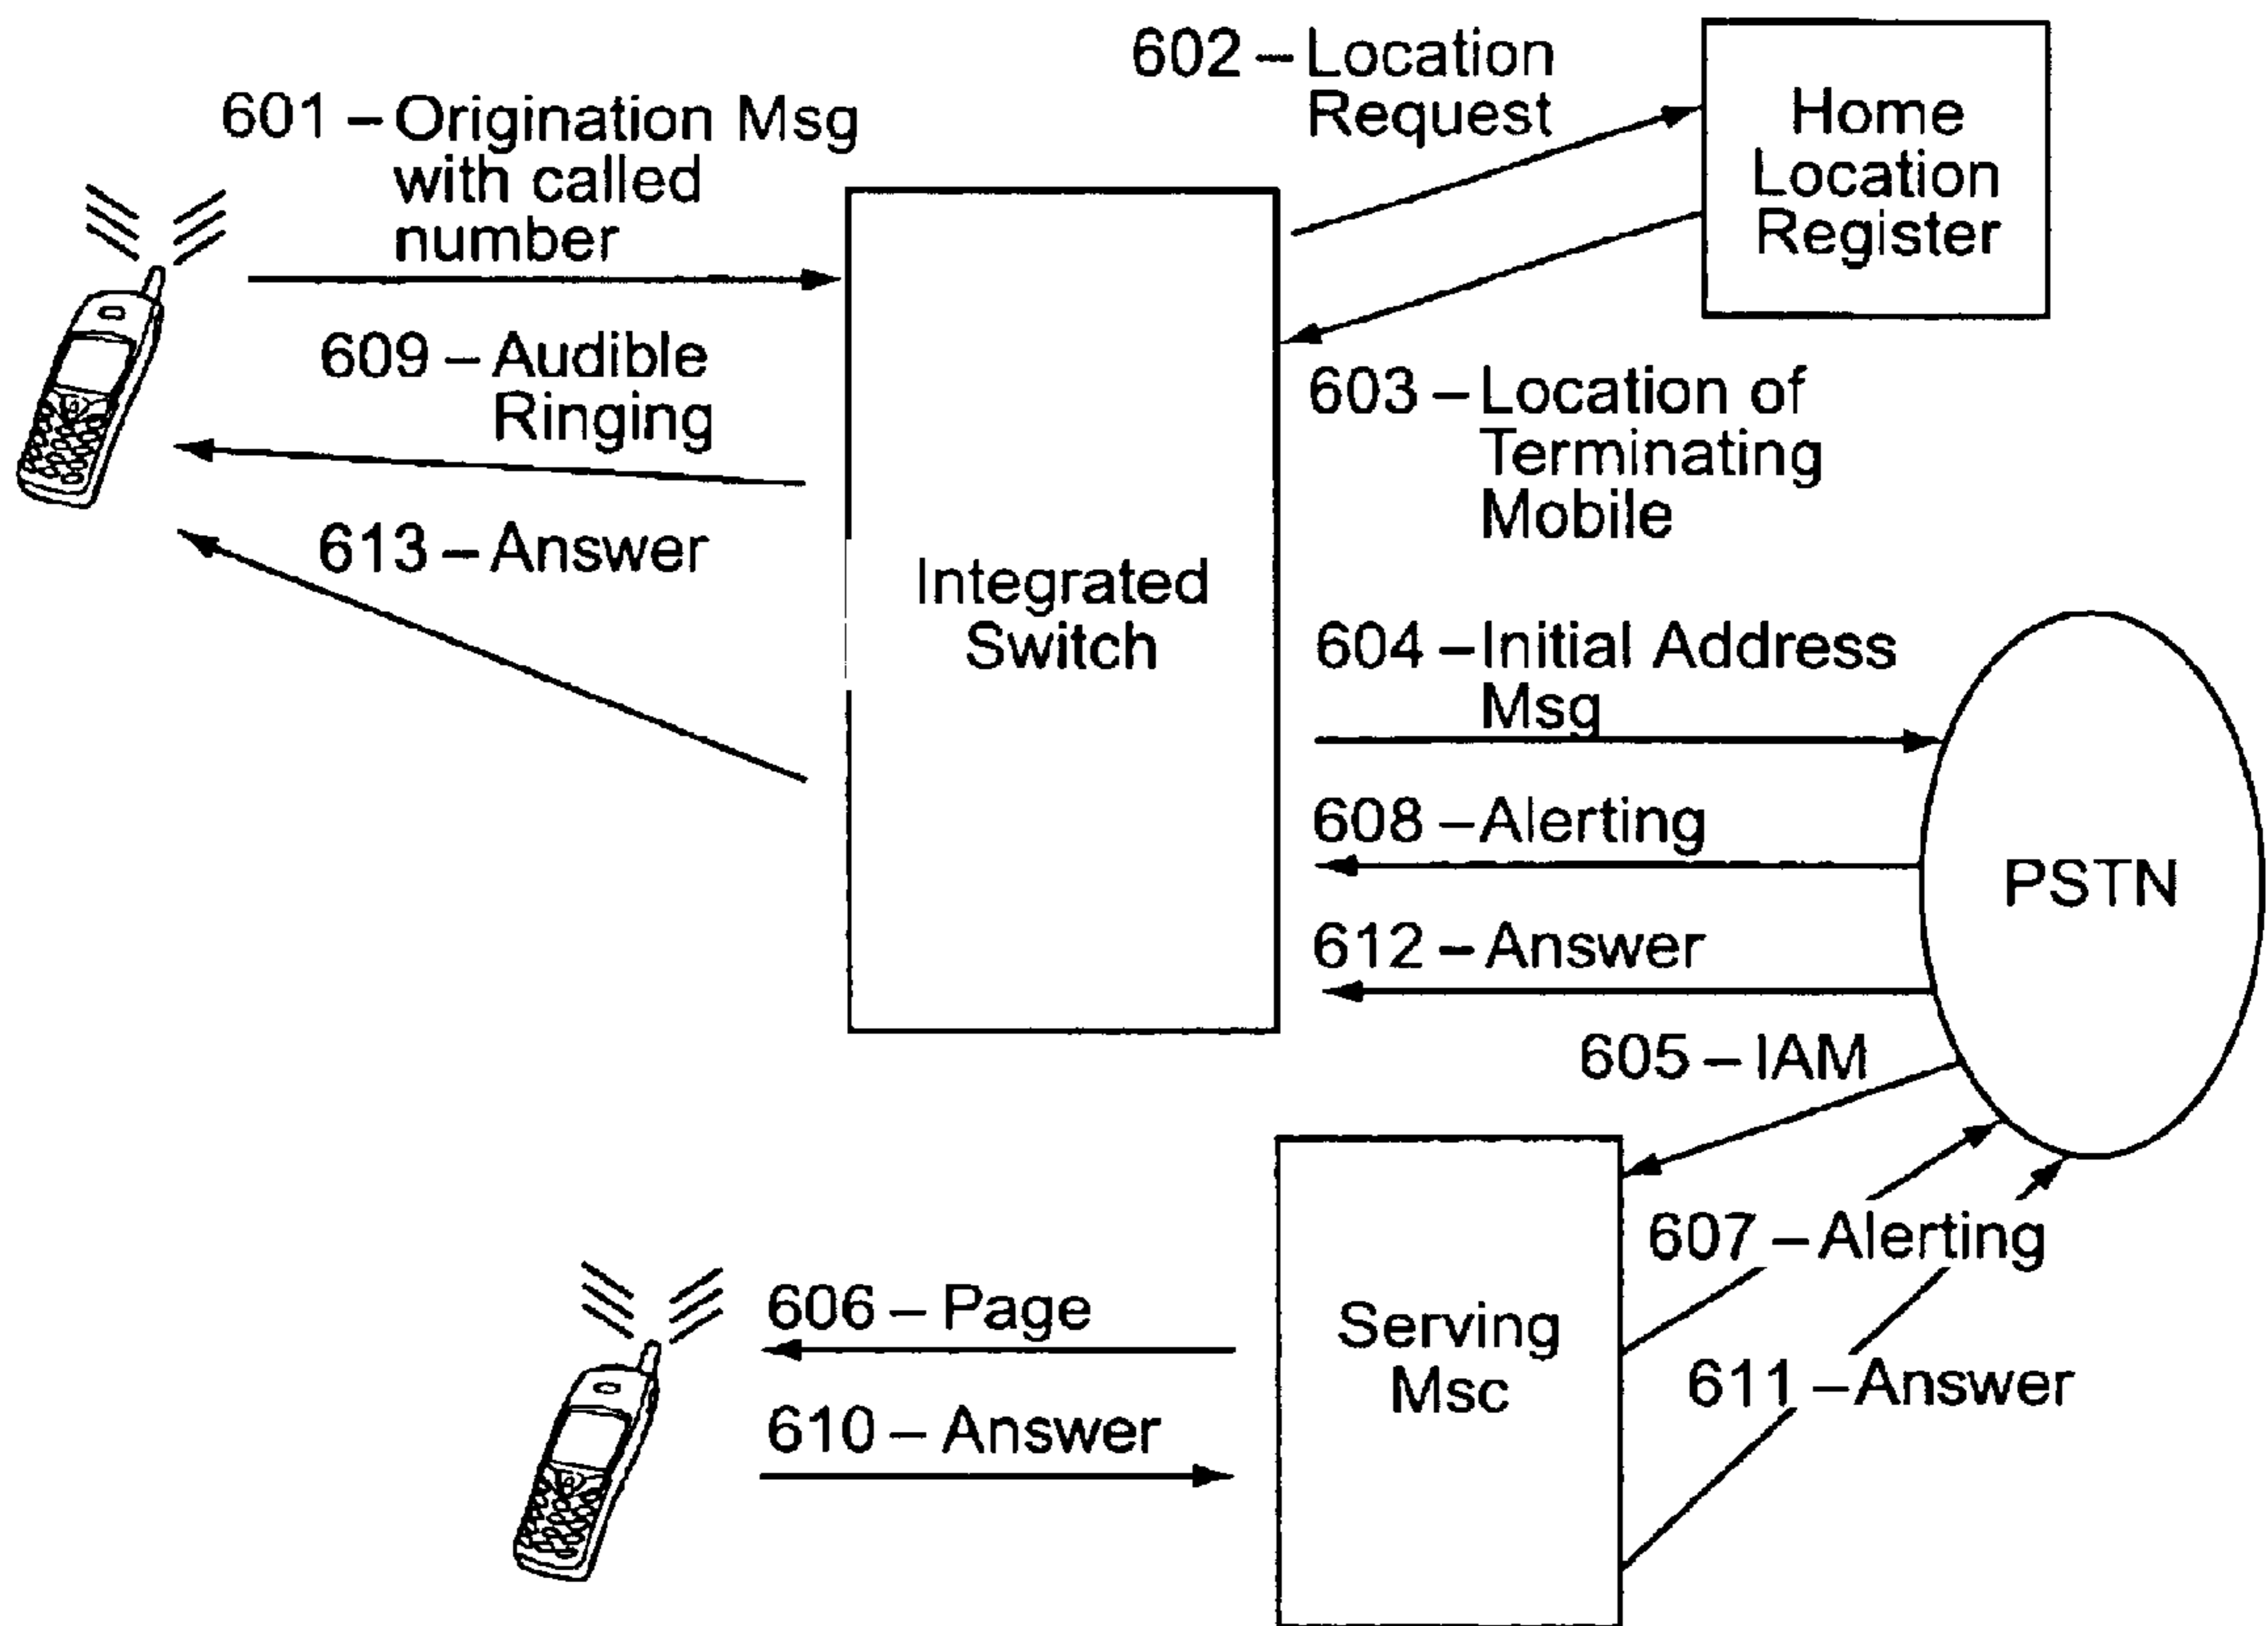 602 – Location
Request
Home
Location
Register
601 – Origination Msg
with called
number
609 – Audible
Ringing
603 – Location of
Terminating
Mobile
613 – Answer
Integrated
Switch
604 – Initial Address
Msg
608 – Alerting
PSTN
612 – Answer
605 – IAM
607 – Alerting
606 – Page
Serving
Msc
611 – Answer
610 – Answer